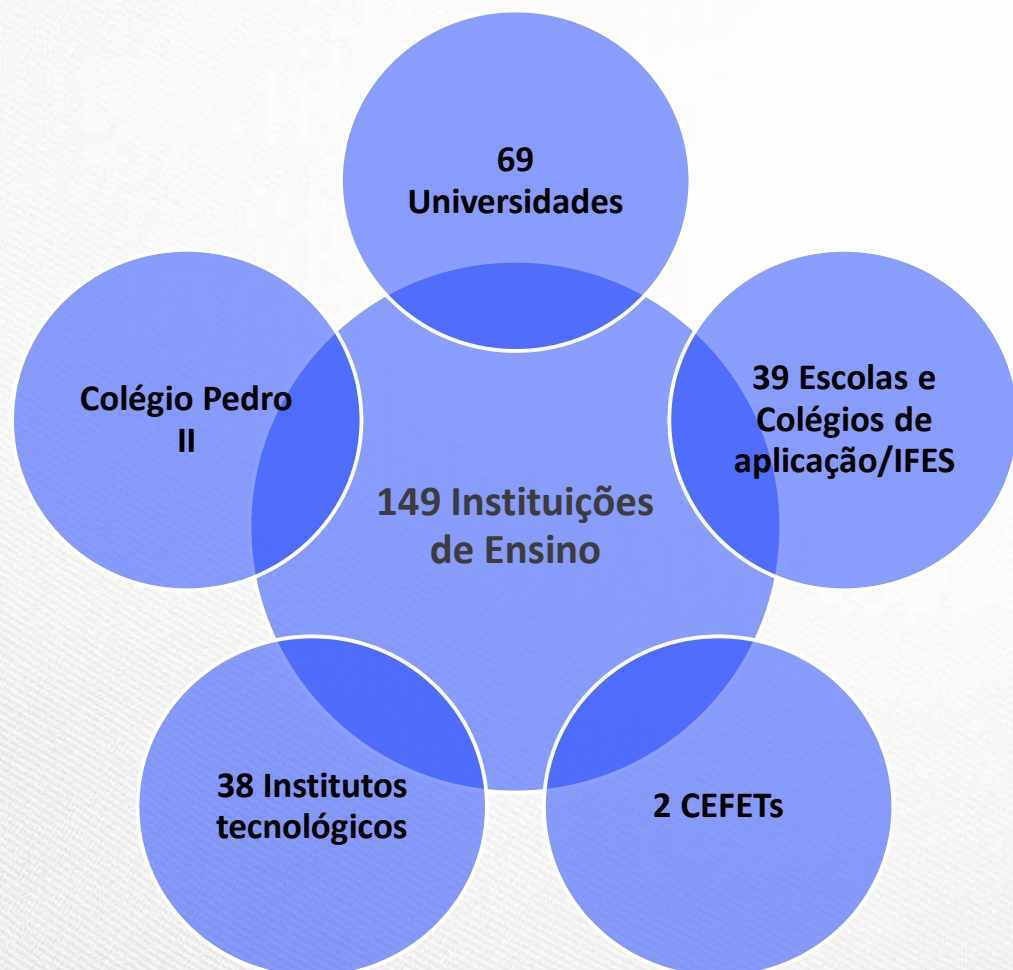 69
Universidades
39 Escolas e
Colégios de
aplicação/IFES
Colégio Pedro
II
149 Instituições
de Ensino
38 Institutos
tecnológicos
2 CEFETs